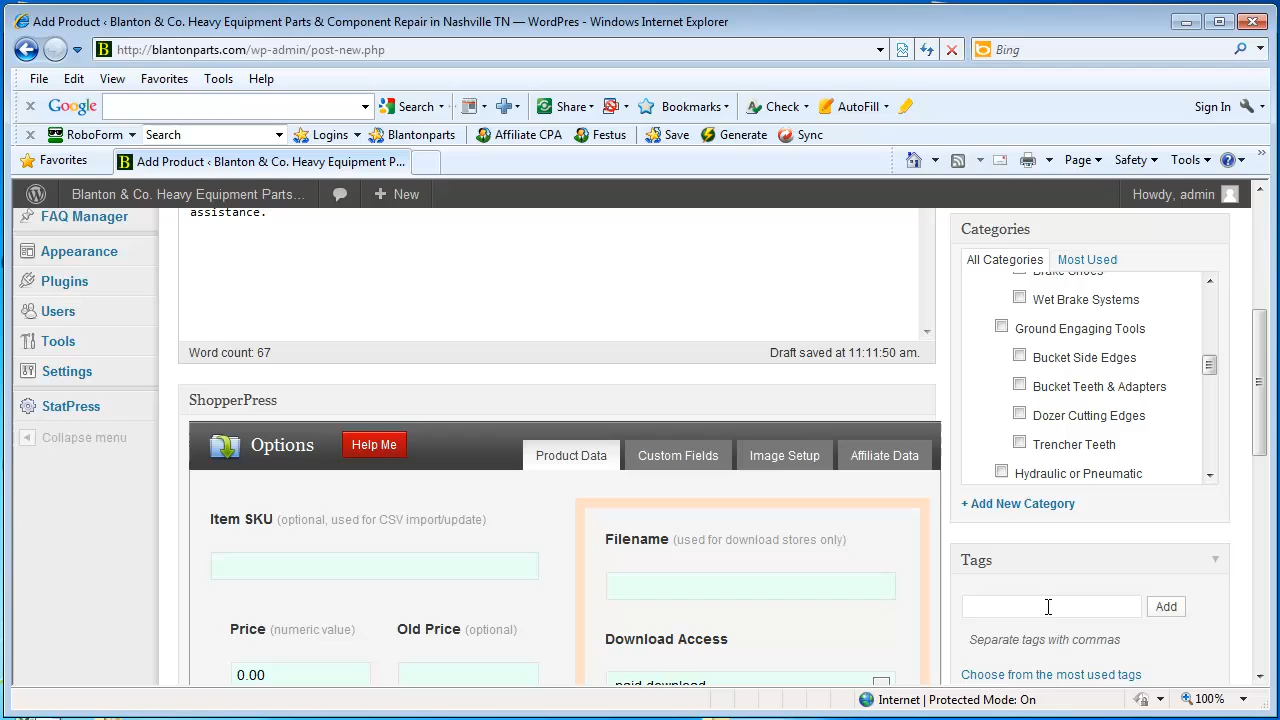 Add Product ‹ Blanton & Co. Heavy Equipment Parts & Component Repair in Nashville TN — WordPres - Windows Internet Explorer
http://blantonparts.com/wp-admin/post-new.php
Bing
File Edit View Favorites Tools Help
Google Search Share Bookmarks Check AutoFill Sign In
RoboForm Search Logins Blantonparts Affiliate CPA Festus Save Generate Sync
Favorites Add Product ‹ Blanton & Co. Heavy Equipment P... Page Safety Tools
Blanton & Co. Heavy Equipment Parts... New Howdy, admin
FAQ Manager
Appearance
Plugins
Users
Tools
Settings
StatPress
Collapse menu
assistance.
Word count: 67 Draft saved at 11:11:50 am.
ShopperPress
Options Help Me Product Data Custom Fields Image Setup Affiliate Data
Item SKU (optional, used for CSV import/update)
Filename (used for download stores only)
Price (numeric value) Old Price (optional)
Download Access
0.00
paid download
Categories
All Categories Most Used
Brake Shoes
Wet Brake Systems
Ground Engaging Tools
Bucket Side Edges
Bucket Teeth & Adapters
Dozer Cutting Edges
Trencher Teeth
Hydraulic or Pneumatic
+ Add New Category
Tags
Add
Separate tags with commas
Choose from the most used tags
Internet | Protected Mode: On 100%